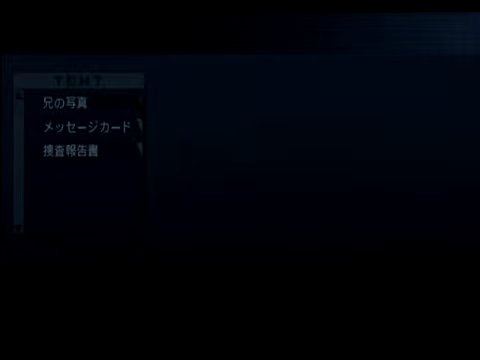 兄の写真
メッセージカード
捜査報告書